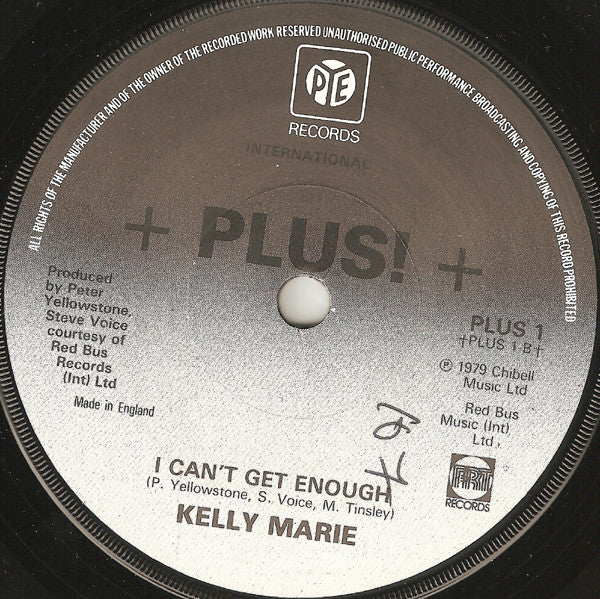 ALL RIGHTS OF THE MANUFACTURER AND OF THE OWNER OF THE RECORDED WORK RESERVED UNAUTHORISED PUBLIC PERFORMANCE BROADCASTING AND COPYING OF THIS RECORD PROHIBITED
PYE
RECORDS
INTERNATIONAL
+ PLUS! +
Produced
by Peter
Yellowstone,
Steve Voice
courtesy of
Red Bus
Records
(Int) Ltd
Made in England
PLUS 1
+PLUS 1 B+
℗ 1979 Chibell
Music Ltd
Red Bus
Music (Int)
Ltd.
RECORDS
I CAN'T GET ENOUGH
(P. Yellowstone, S. Voice, M. Tinsley)
KELLY MARIE